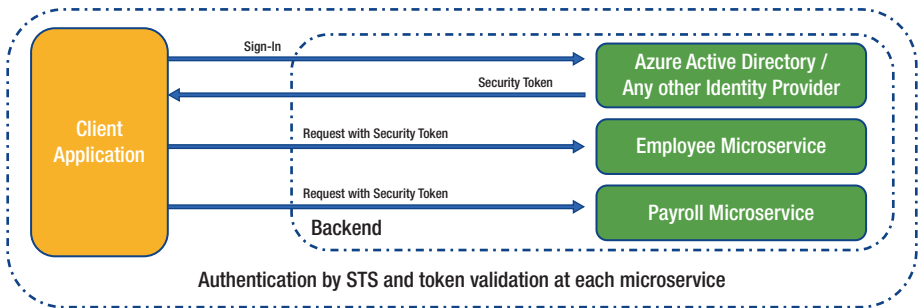 Sign-In
Azure Active Directory /
Any other Identity Provider
Security Token
Client
Application
Request with Security Token
Employee Microservice
Request with Security Token
Payroll Microservice
Backend
Authentication by STS and token validation at each microservice